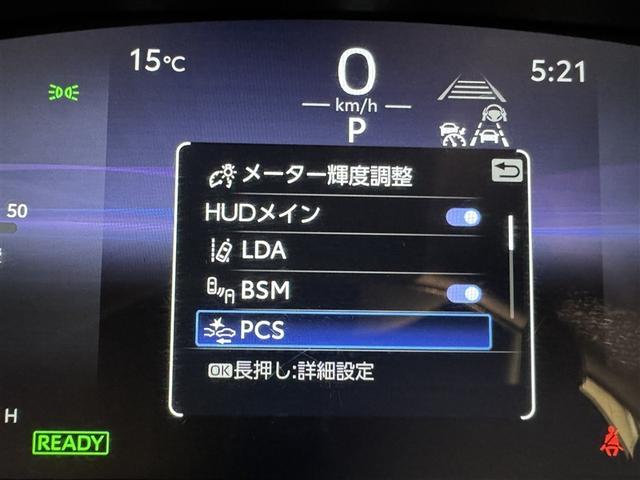 15℃
0
km/h
P
5:21
メーター輝度調整
HUDメイン
LDA
BSM
PCS
OK長押し:詳細設定
50
H
READY